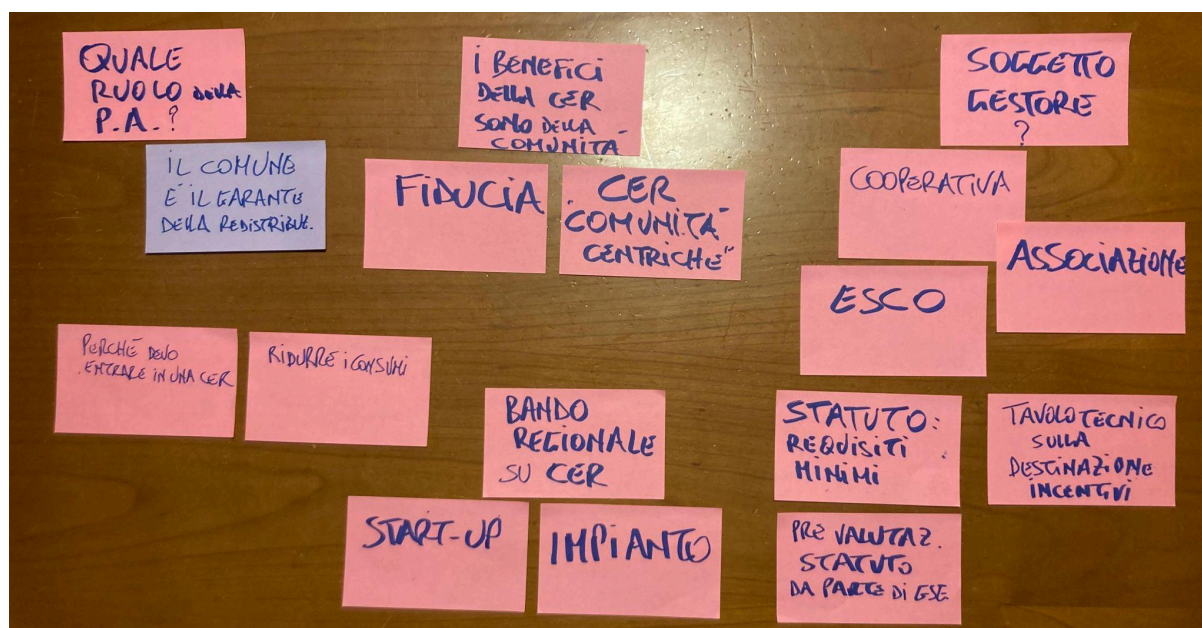 QUALE
RUOLO DELLA
P.A.?
IL COMUNE
È IL GARANTE
DELLA REDISTRIBUZ.
I BENEFICI
DELLA CER
SONO DELLA
COMUNITÀ
FIDUCIA
CER
"COMUNITÀ
CENTRICHE"
SOGGETTO
GESTORE
?
COOPERATIVA
ASSOCIAZIONE
ESCO
PERCHÉ DEVO
ENTRARE IN UNA CER
RIDURRE I CONSUMI
BANDO
REGIONALE
SU CER
START-UP
IMPIANTO
STATUTO:
REQUISITI
MINIMI
TAVOLO TECNICO
SULLA
DESTINAZIONE
INCENTIVI
PRE VALUTAZ.
STATUTO
DA PARTE DI GSE